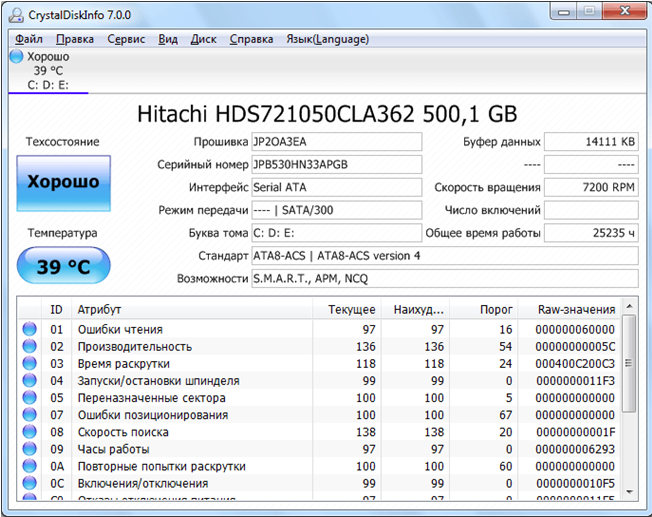 CrystalDiskInfo 7.0.0
Файл Правка Сервис Вид Диск Справка Язык(Language)
Хорошо
39 °C
C: D: E:
Hitachi HDS721050CLA362 500,1 GB
Техсостояние
Хорошо
Температура
39 °C
Прошивка JP2OA3EA Буфер данных 14111 KB
Серийный номер JPB530HN33APGB ---- ----
Интерфейс Serial ATA Скорость вращения 7200 RPM
Режим передачи ---- | SATA/300 Число включений
Буква тома C: D: E: Общее время работы 25235 ч
Стандарт ATA8-ACS | ATA8-ACS version 4
Возможности S.M.A.R.T., APM, NCQ
ID Атрибут Текущее Наихуд... Порог Raw-значения
01 Ошибки чтения 97 97 16 000000060000
02 Производительность 136 136 54 00000000005C
03 Время раскрутки 118 118 24 000400C200C3
04 Запуски/остановки шпинделя 99 99 0 0000000011F3
05 Переназначенные сектора 100 100 5 000000000000
07 Ошибки позиционирования 100 100 67 000000000000
08 Скорость поиска 138 138 20 00000000001F
09 Часы работы 97 97 0 000000006293
0A Повторные попытки раскрутки 100 100 60 000000000000
0C Включения/отключения 99 99 0 0000000010F5
C0 Отказы отключения питания 97 97 0 0000000011F5